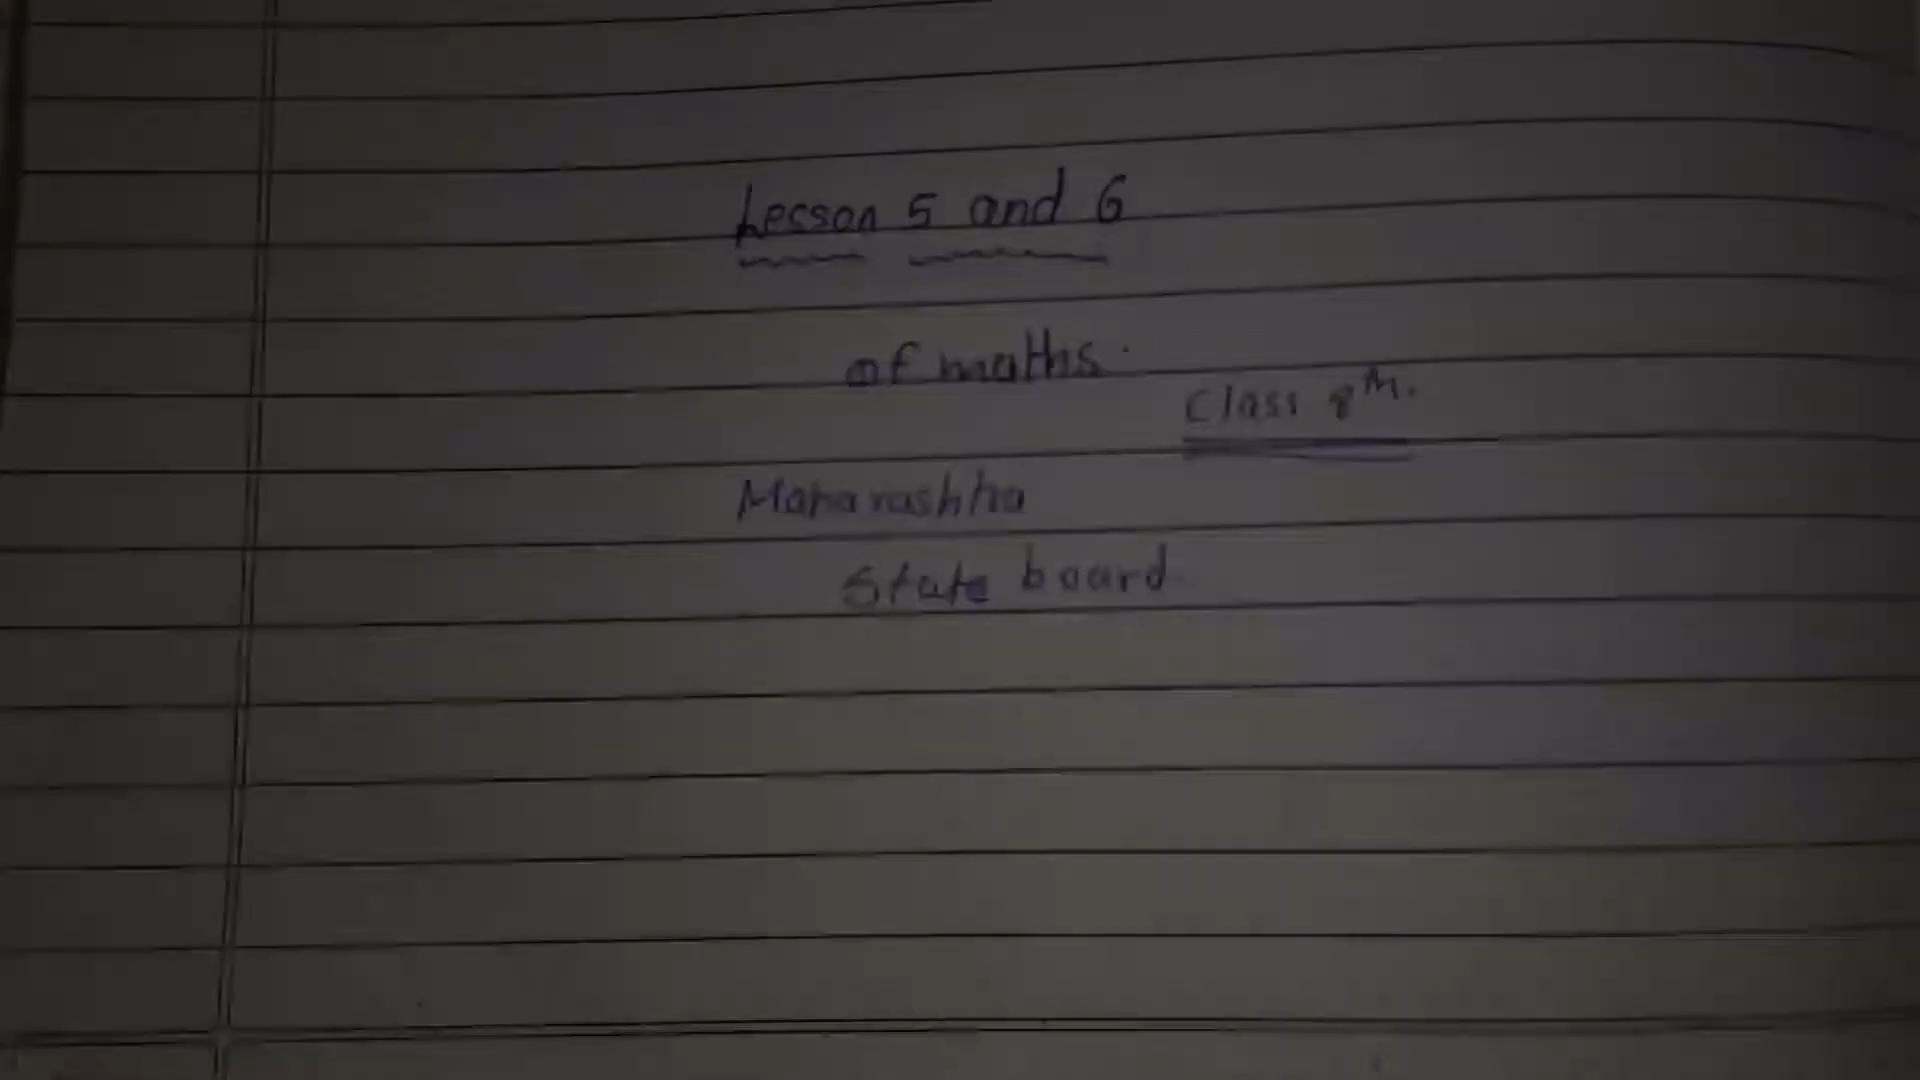 Lesson 5 and 6
of maths.
Class 8th.
Maharashtra
State board